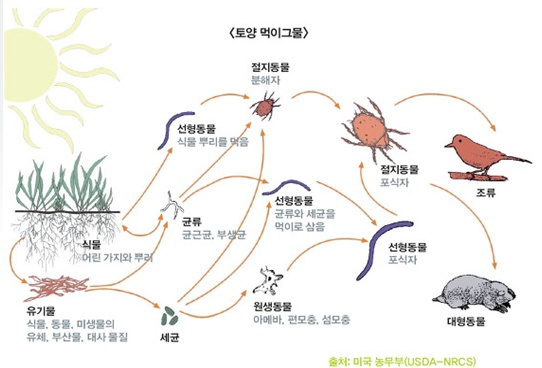 〈토양 먹이그물〉
절지동물
분해자
선형동물
식물 뿌리를 먹음
절지동물
포식자
조류
식물
어린 가지와 뿌리
균류
균근균, 부생균
선형동물
균류와 세균을
먹이로 삼음
선형동물
포식자
유기물
식물, 동물, 미생물의
유체, 부산물, 대사 물질
세균
원생동물
아메바, 편모충, 섬모충
대형동물
출처: 미국 농무부(USDA-NRCS)